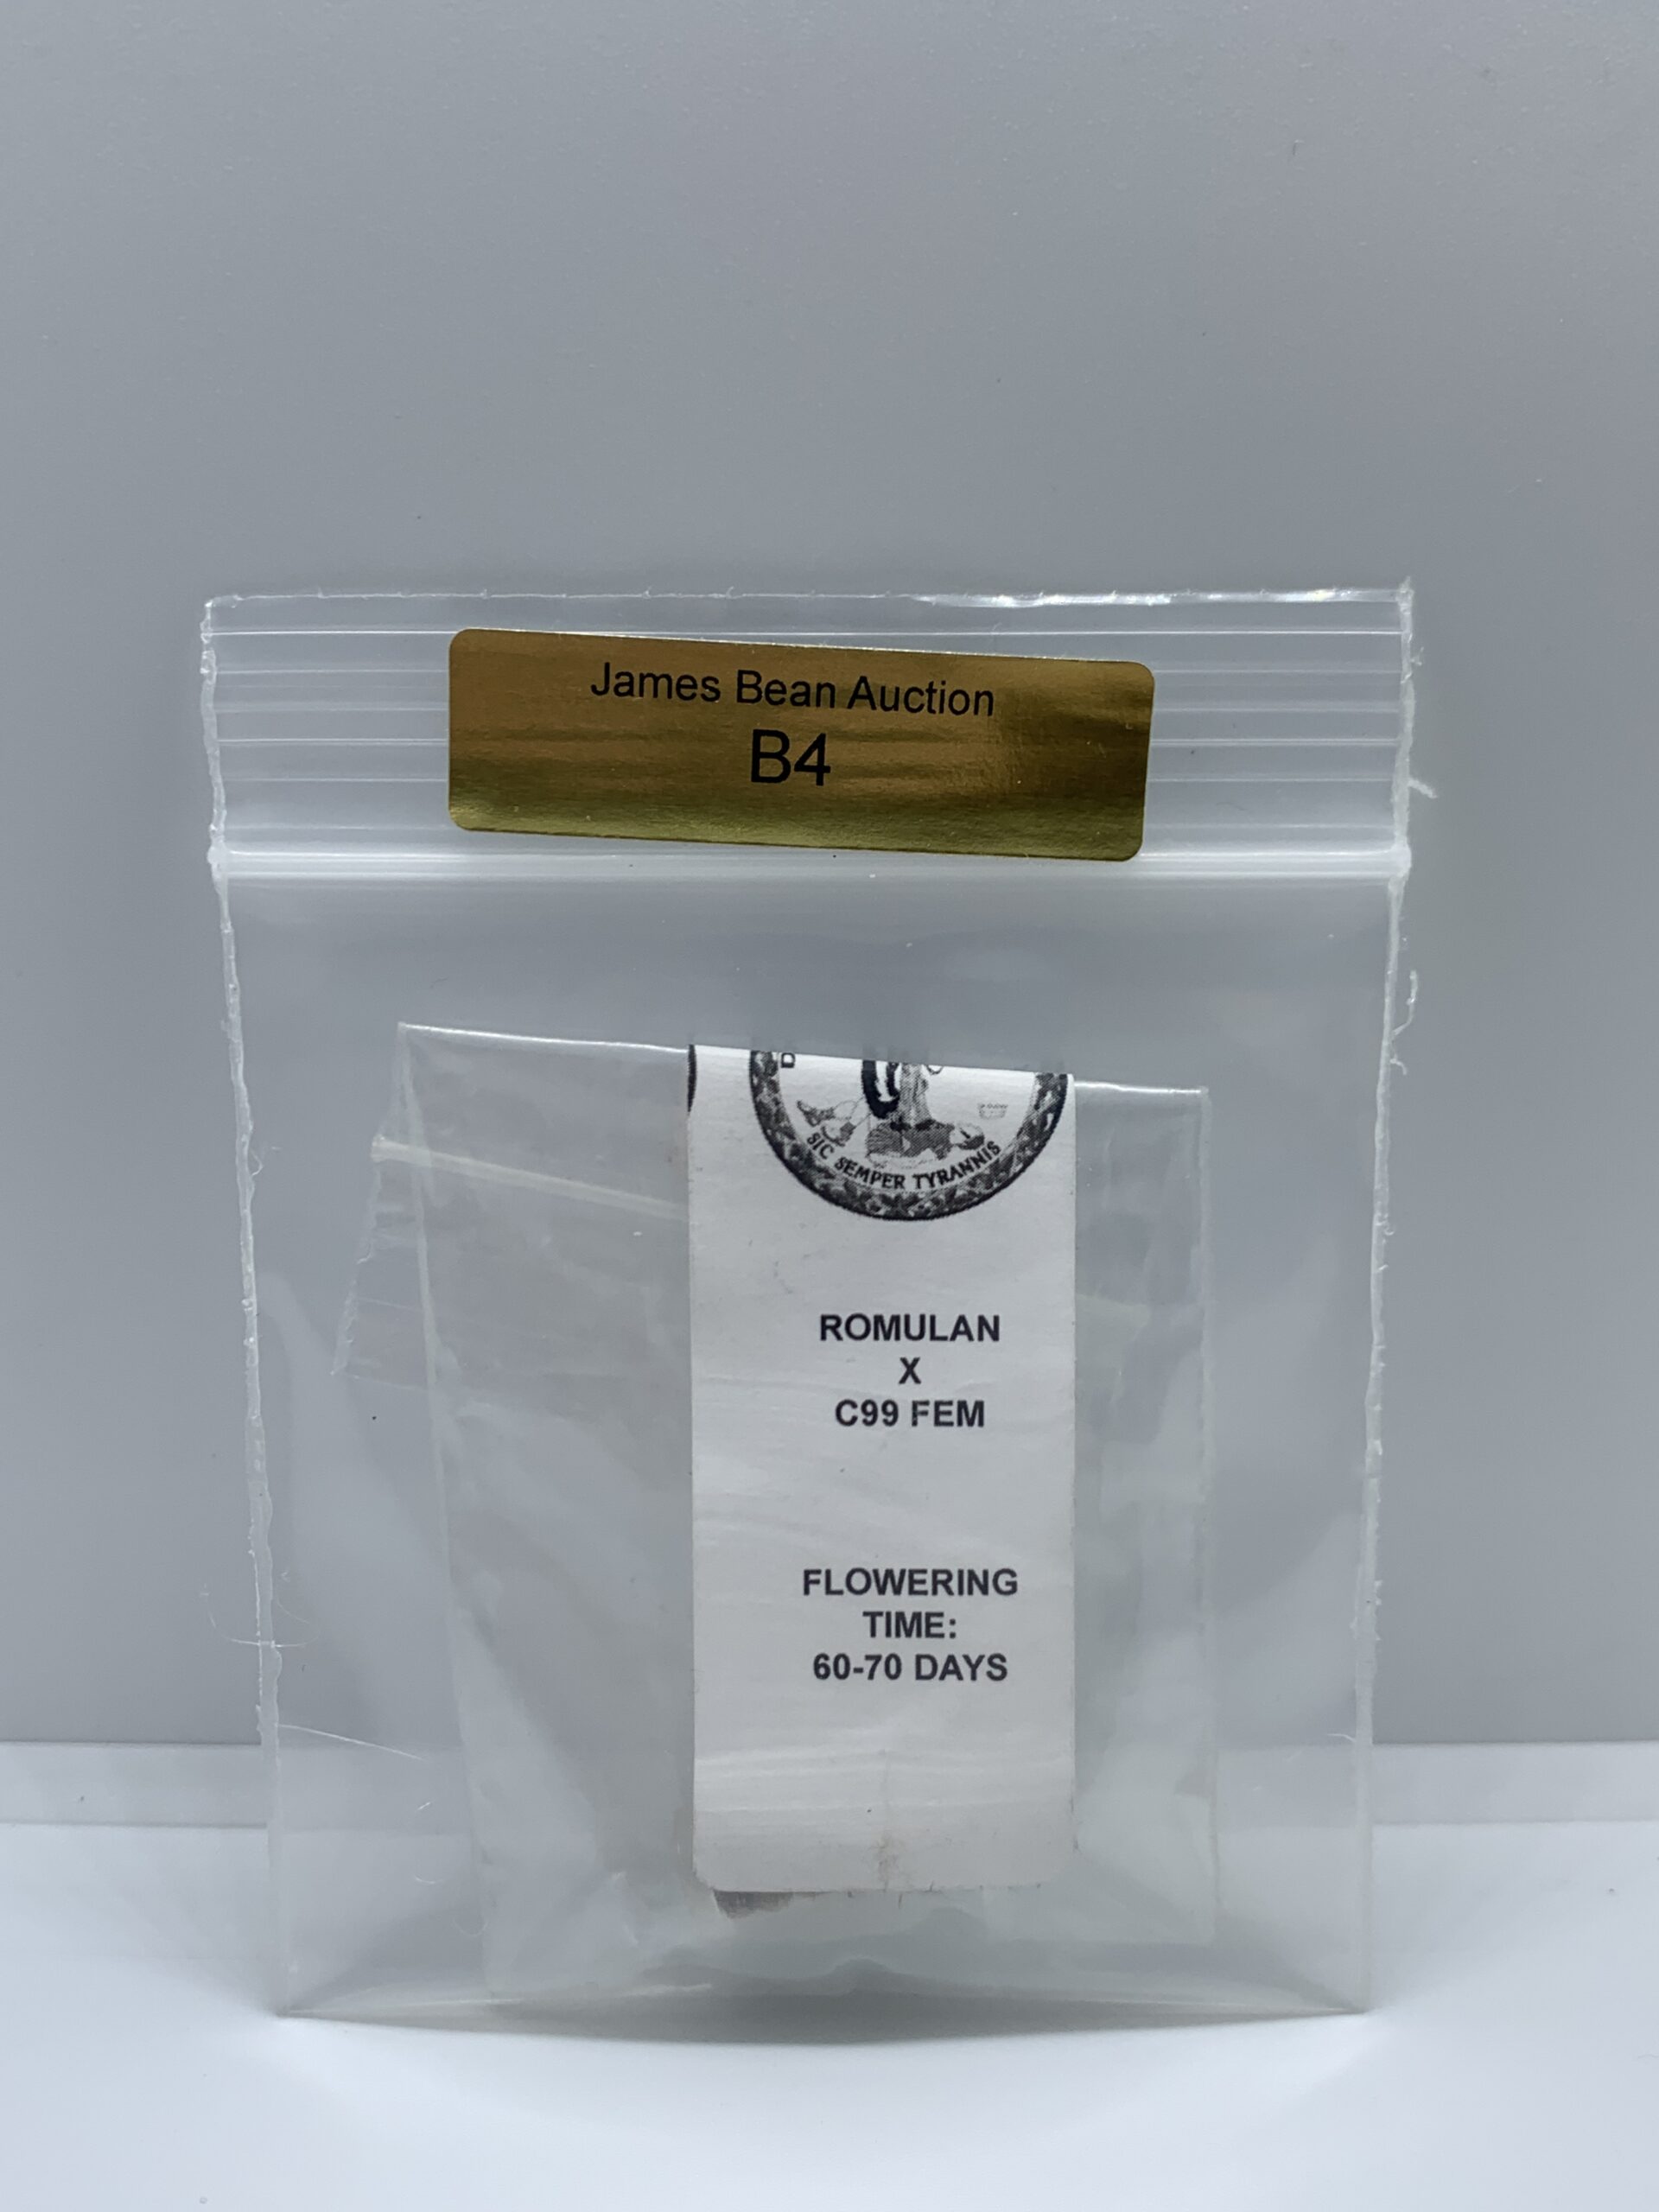 James Bean Auction
B4
D
SIC SEMPER TYRANNIS
ROMULAN
X
C99 FEM
FLOWERING
TIME:
60-70 DAYS